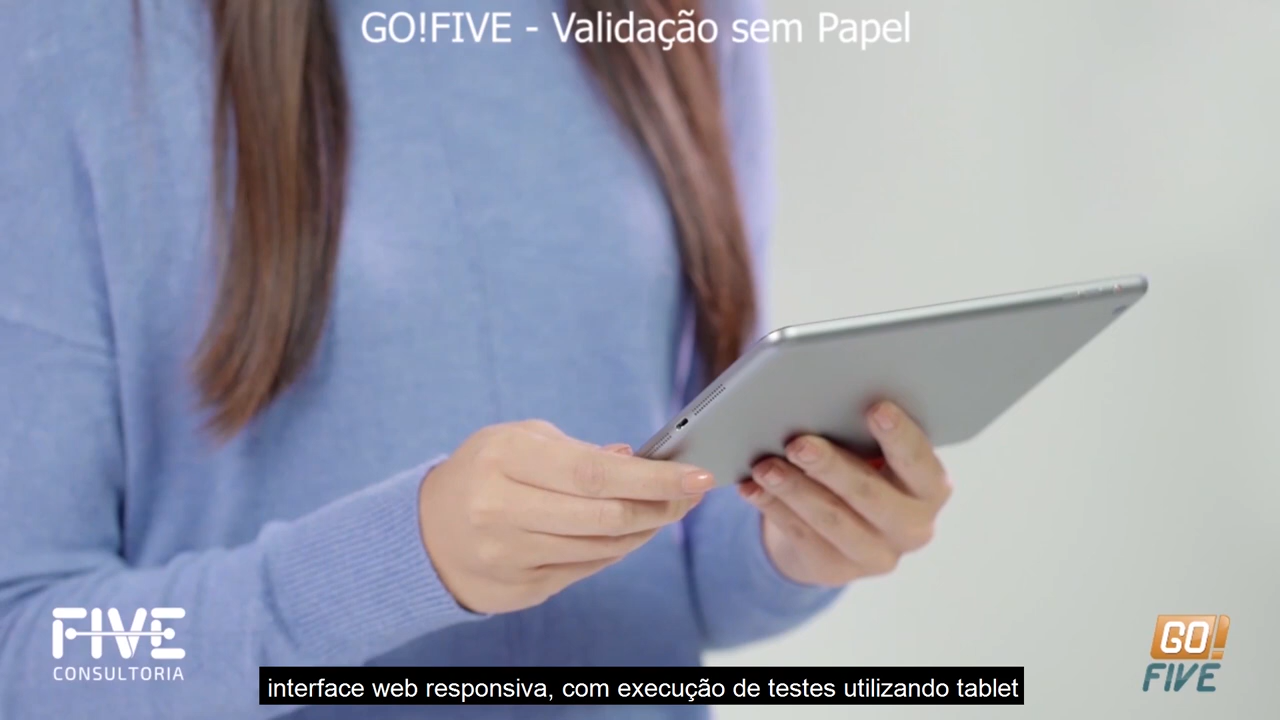 GO!FIVE - Validação sem Papel
FIVE
CONSULTORIA
GO!
FIVE
interface web responsiva, com execução de testes utilizando tablet